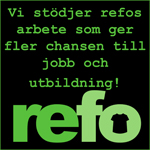 Vi stödjer refos
arbete som ger
fler chansen till
jobb och
utbildning!
refo